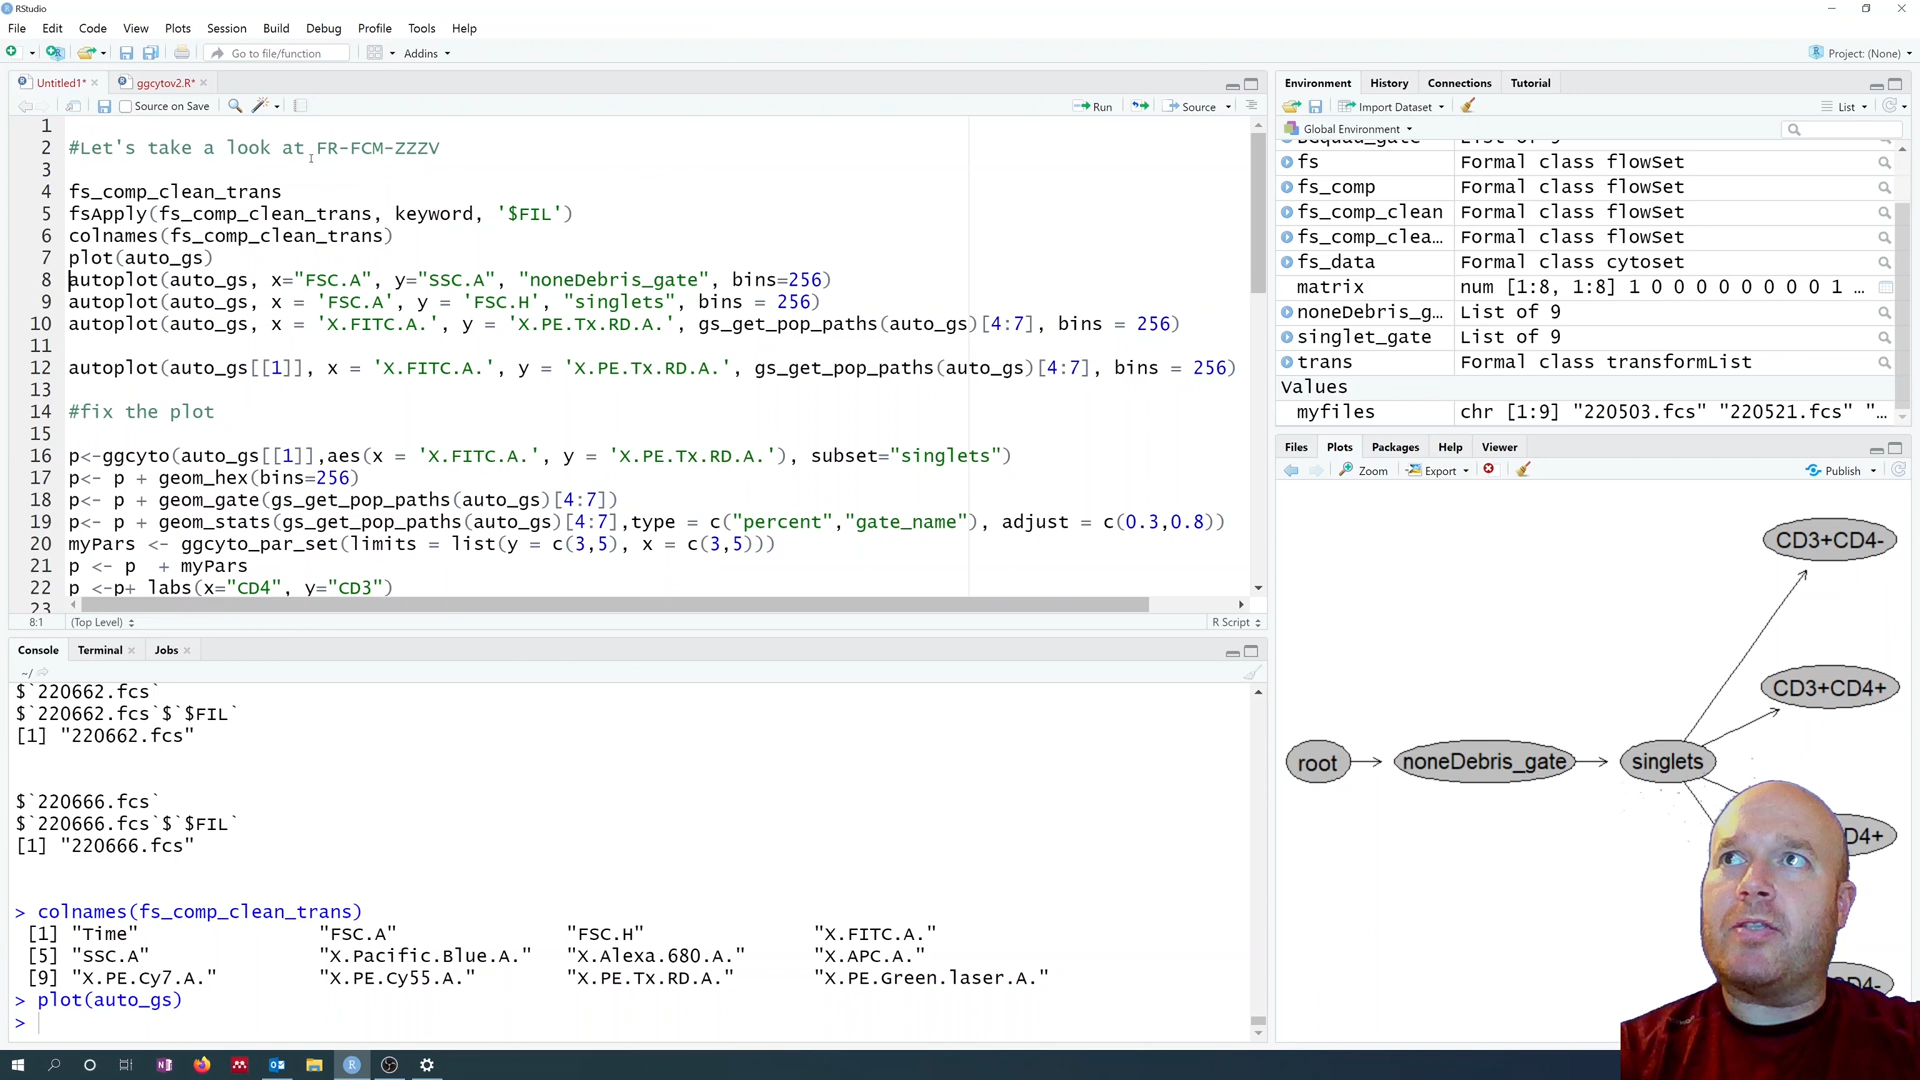 RStudio
File Edit Code View Plots Session Build Debug Profile Tools Help
Go to file/function Addins Project: (None)
Untitled1* ggcytov2.R*
Source on Save Run Source
1
2 #Let's take a look at FR-FCM-ZZZV
3
4 fs_comp_clean_trans
5 fsApply(fs_comp_clean_trans, keyword, '$FIL')
6 colnames(fs_comp_clean_trans)
7 plot(auto_gs)
8 autoplot(auto_gs, x="FSC.A", y="SSC.A", "noneDebris_gate", bins=256)
9 autoplot(auto_gs, x = 'FSC.A', y = 'FSC.H', "singlets", bins = 256)
10 autoplot(auto_gs, x = 'X.FITC.A.', y = 'X.PE.Tx.RD.A.', gs_get_pop_paths(auto_gs)[4:7], bins = 256)
11
12 autoplot(auto_gs[[1]], x = 'X.FITC.A.', y = 'X.PE.Tx.RD.A.', gs_get_pop_paths(auto_gs)[4:7], bins = 256)
13
14 #fix the plot
15
16 p<-ggcyto(auto_gs[[1]],aes(x = 'X.FITC.A.', y = 'X.PE.Tx.RD.A.'), subset="singlets")
17 p<- p + geom_hex(bins=256)
18 p<- p + geom_gate(gs_get_pop_paths(auto_gs)[4:7])
19 p<- p + geom_stats(gs_get_pop_paths(auto_gs)[4:7],type = c("percent","gate_name"), adjust = c(0.3,0.8))
20 myPars <- ggcyto_par_set(limits = list(y = c(3,5), x = c(3,5)))
21 p <- p + myPars
22 p <-p+ labs(x="CD4", y="CD3")
23
8:1 (Top Level) R Script
Console Terminal Jobs
~/
$`220662.fcs`
$`220662.fcs`$`$FIL`
[1] "220662.fcs"
$`220666.fcs`
$`220666.fcs`$`$FIL`
[1] "220666.fcs"
> colnames(fs_comp_clean_trans)
[1] "Time" "FSC.A" "FSC.H" "X.FITC.A."
[5] "SSC.A" "X.Pacific.Blue.A." "X.Alexa.680.A." "X.APC.A."
[9] "X.PE.Cy7.A." "X.PE.Cy55.A." "X.PE.Tx.RD.A." "X.PE.Green.laser.A."
> plot(auto_gs)
>
Environment History Connections Tutorial
Import Dataset List
Global Environment
fs Formal class flowSet
fs_comp Formal class flowSet
fs_comp_clean Formal class flowSet
fs_comp_clea… Formal class flowSet
fs_data Formal class cytoset
matrix num [1:8, 1:8] 1 0 0 0 0 0 0 0 0 1 …
noneDebris_g… List of 9
singlet_gate List of 9
trans Formal class transformList
Values
myfiles chr [1:9] "220503.fcs" "220521.fcs" "…
Files Plots Packages Help Viewer
Zoom Export Publish
CD3+CD4-
CD3+CD4+
root noneDebris_gate singlets
D4+
D4-